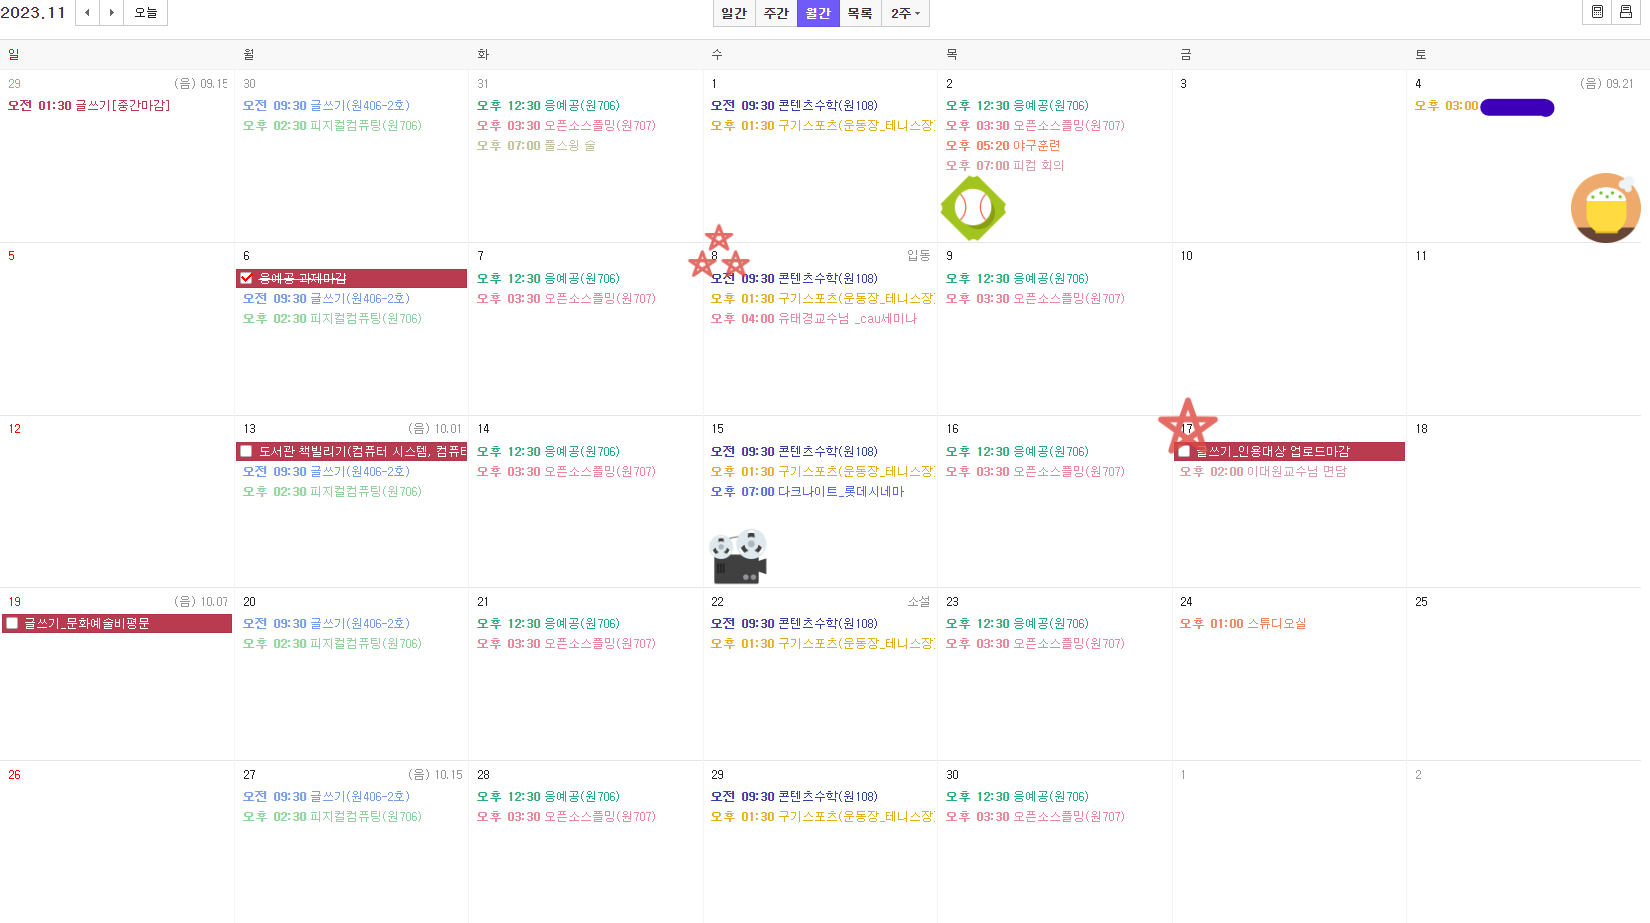 2023.11 오늘 일간 주간 월간 목록 2주
일 월 화 수 목 금 토
29 (음) 09.15
오전 01:30 글쓰기[중간마감]
30
오전 09:30 글쓰기(원406-2호)
오후 02:30 피지컬컴퓨팅(원706)
31
오후 12:30 응예공(원706)
오후 03:30 오픈소스플밍(원707)
오후 07:00 풀스윙 술
1
오전 09:30 콘텐츠수학(원108)
오후 01:30 구기스포츠(운동장_테니스장)
2
오후 12:30 응예공(원706)
오후 03:30 오픈소스플밍(원707)
오후 05:20 야구훈련
오후 07:00 피컴 회의
3
4 (음) 09.21
오후 03:00
5
6
응예공 과제마감
오전 09:30 글쓰기(원406-2호)
오후 02:30 피지컬컴퓨팅(원706)
7
오후 12:30 응예공(원706)
오후 03:30 오픈소스플밍(원707)
8 입동
오전 09:30 콘텐츠수학(원108)
오후 01:30 구기스포츠(운동장_테니스장)
오후 04:00 유태경교수님 _cau세미나
9
오후 12:30 응예공(원706)
오후 03:30 오픈소스플밍(원707)
10
11
12
13 (음) 10.01
도서관 책빌리기(컴퓨터 시스템, 컴퓨터
오전 09:30 글쓰기(원406-2호)
오후 02:30 피지컬컴퓨팅(원706)
14
오후 12:30 응예공(원706)
오후 03:30 오픈소스플밍(원707)
15
오전 09:30 콘텐츠수학(원108)
오후 01:30 구기스포츠(운동장_테니스장)
오후 07:00 다크나이트_롯데시네마
16
오후 12:30 응예공(원706)
오후 03:30 오픈소스플밍(원707)
17
글쓰기_인용대상 업로드마감
오후 02:00 이대원교수님 면담
18
19 (음) 10.07
글쓰기_문화예술비평문
20
오전 09:30 글쓰기(원406-2호)
오후 02:30 피지컬컴퓨팅(원706)
21
오후 12:30 응예공(원706)
오후 03:30 오픈소스플밍(원707)
22 소설
오전 09:30 콘텐츠수학(원108)
오후 01:30 구기스포츠(운동장_테니스장)
23
오후 12:30 응예공(원706)
오후 03:30 오픈소스플밍(원707)
24
오후 01:00 스튜디오실
25
26
27 (음) 10.15
오전 09:30 글쓰기(원406-2호)
오후 02:30 피지컬컴퓨팅(원706)
28
오후 12:30 응예공(원706)
오후 03:30 오픈소스플밍(원707)
29
오전 09:30 콘텐츠수학(원108)
오후 01:30 구기스포츠(운동장_테니스장)
30
오후 12:30 응예공(원706)
오후 03:30 오픈소스플밍(원707)
1
2